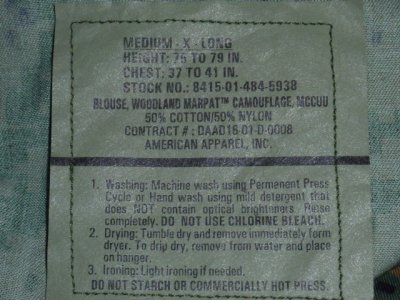 MEDIUM - X - LONG
HEIGHT: 75 TO 79 IN.
CHEST: 37 TO 41 IN.
STOCK NO.: 8415-01-484-5938
BLOUSE, WOODLAND MARPAT™ CAMOUFLAGE, MCCUU
50% COTTON/50% NYLON
CONTRACT # : DAAD16-01-D-0008
AMERICAN APPAREL, INC.
1. Washing: Machine wash using Permanent Press
Cycle or Hand wash using mild detergent that
does NOT contain optical brighteners. Rinse
completely. DO NOT USE CHLORINE BLEACH.
2. Drying: Tumble dry and remove immediately form
dryer. To drip dry, remove from water and place
on hanger.
3. Ironing: Light ironing if needed.
DO NOT STARCH OR COMMERCIALLY HOT PRESS.